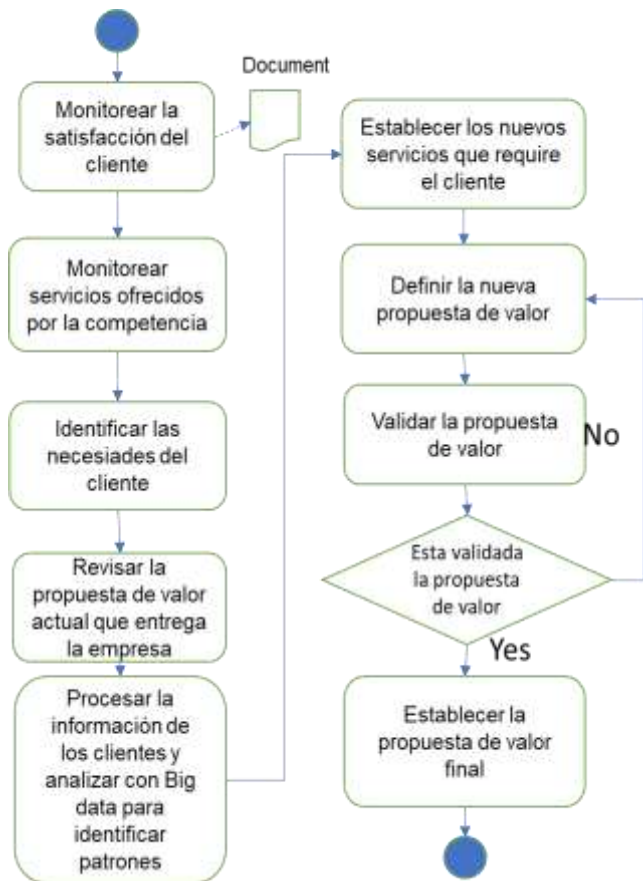 Document
Monitorear la
satisfacción del
cliente
Monitorear
servicios ofrecidos
por la competencia
Identificar las
necesiades del
cliente
Revisar la
propuesta de valor
actual que entrega
la empresa
Procesar la
información de
los clientes y
analizar con Big
data para
identificar
patrones
Establecer los nuevos
servicios que require
el cliente
Definir la nueva
propuesta de valor
Validar la propuesta
de valor
No
Esta validada
la propuesta
de valor
Yes
Establecer la
propuesta de valor
final